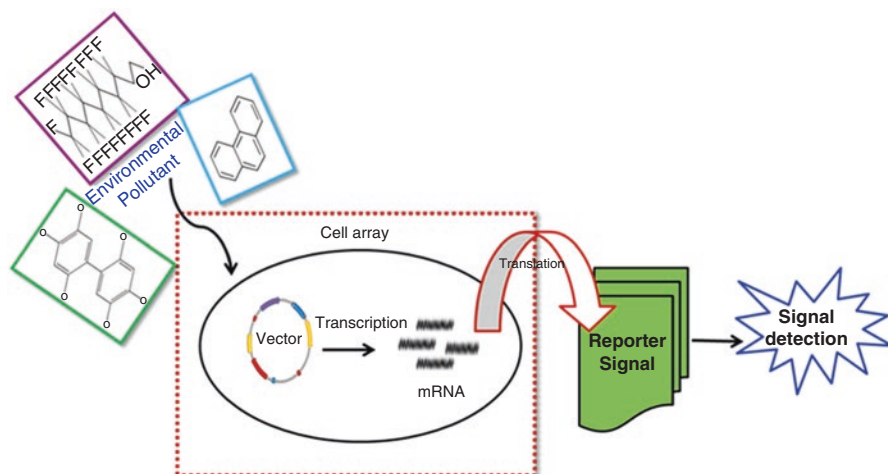 FFFFFFFF
OH
F
FFFFFFFF
Environmental
Pollutant
o
o
o
o
o
o
Cell array
Vector
Transcription
mRNA
Translation
Reporter
Signal
Signal
detection